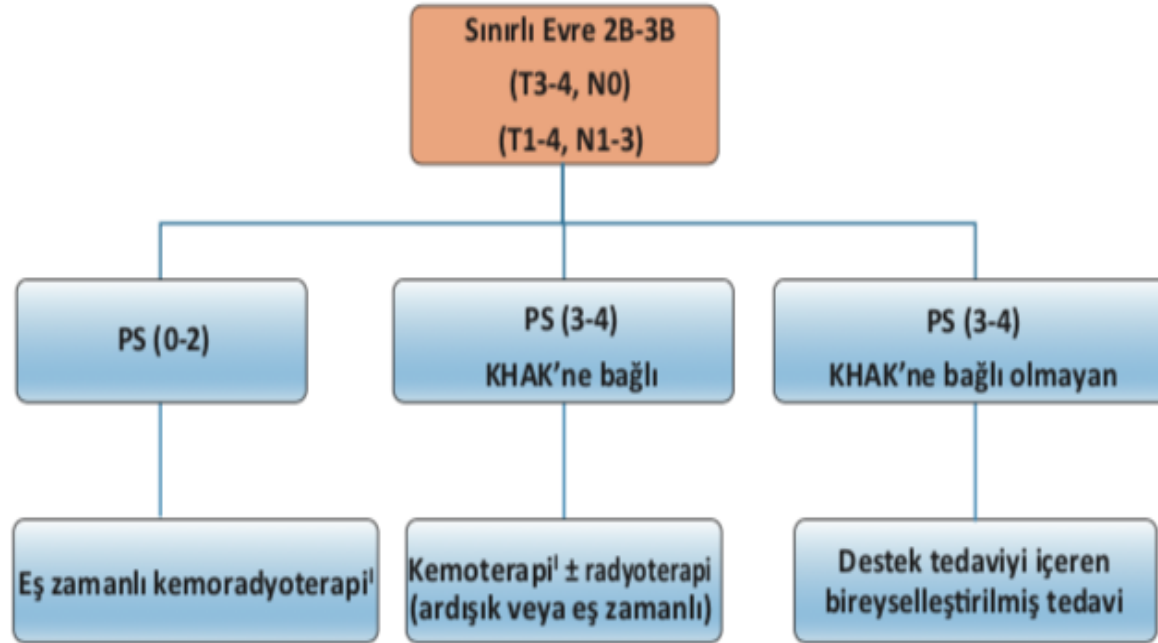 Sınırlı Evre 2B-3B
(T3-4, N0)
(T1-4, N1-3)
PS (0-2)
PS (3-4)
KHAK’ne bağlı
PS (3-4)
KHAK’ne bağlı olmayan
Eş zamanlı kemoradyoterapiᴵ
Kemoterapiᴵ ± radyoterapi
(ardışık veya eş zamanlı)
Destek tedaviyi içeren
bireyselleştirilmiş tedavi